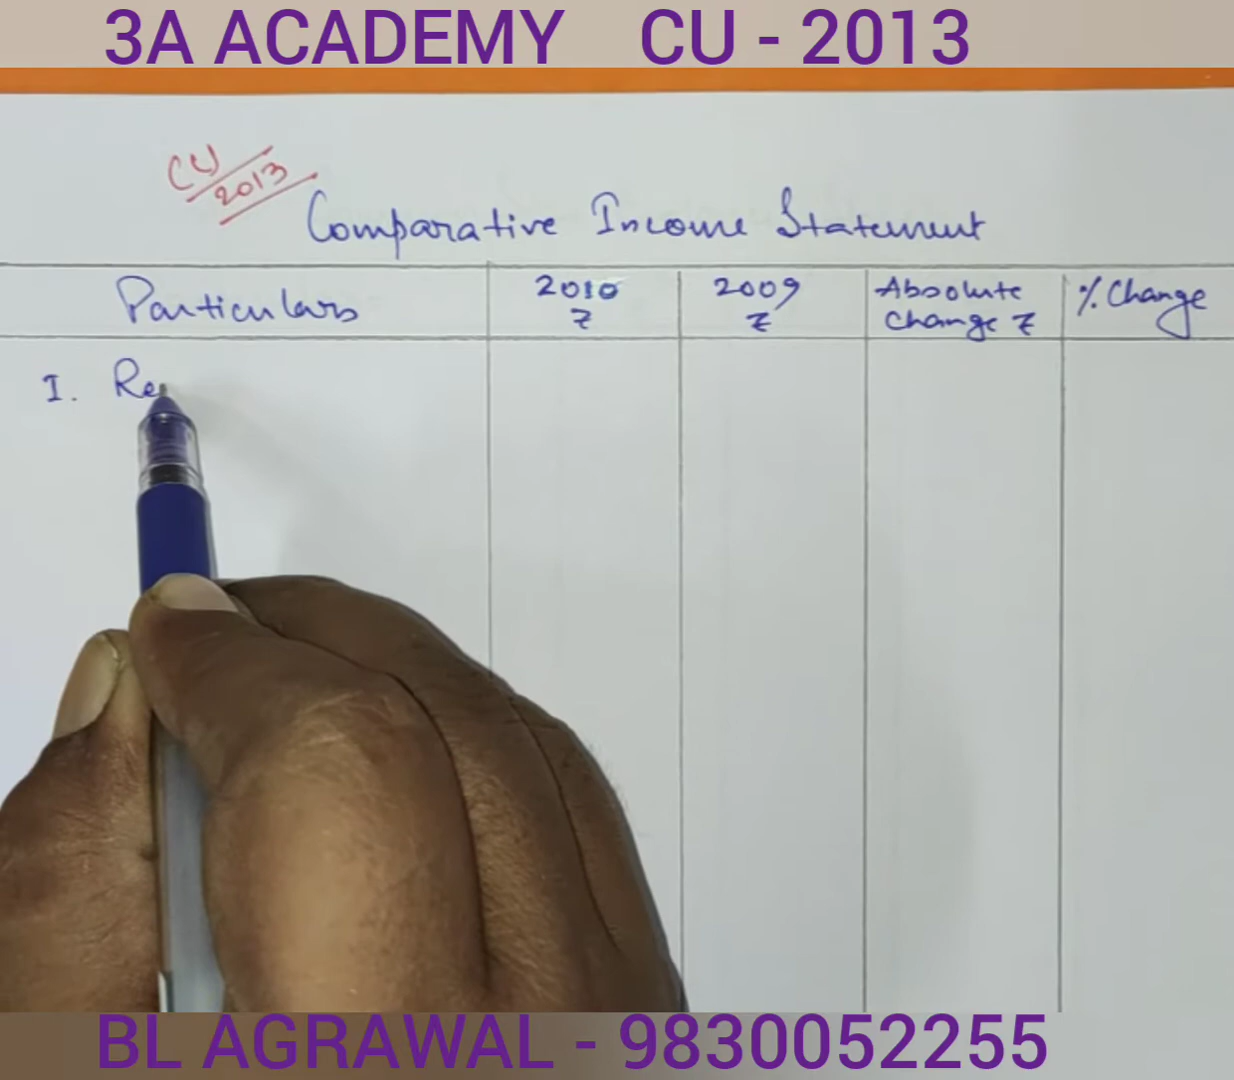 3A ACADEMY CU - 2013
CU
2013
Comparative Income Statement
Particulars 2010 ₹ 2009 ₹ Absolute Change ₹ % Change
I. Re
BL AGRAWAL - 9830052255